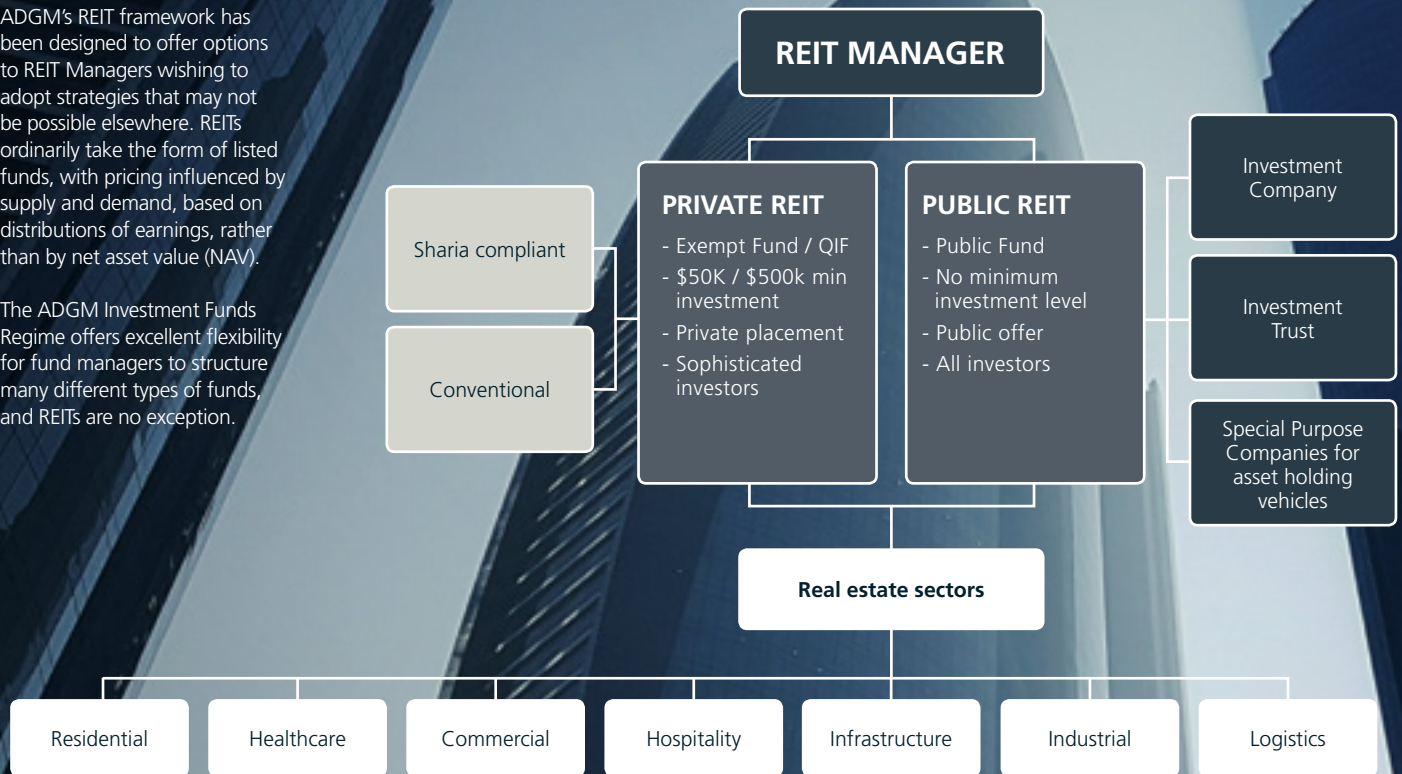 ADGM's REIT framework has
been designed to offer options
to REIT Managers wishing to
adopt strategies that may not
be possible elsewhere. REITs
ordinarily take the form of listed
funds, with pricing influenced by
supply and demand, based on
distributions of earnings, rather
than by net asset value (NAV).
The ADGM Investment Funds
Regime offers excellent flexibility
for fund managers to structure
many different types of funds,
and REITs are no exception.
REIT MANAGER
Sharia compliant
Conventional
PRIVATE REIT
- Exempt Fund / QIF
- $50K / $500k min
investment
- Private placement
- Sophisticated
investors
PUBLIC REIT
- Public Fund
- No minimum
investment level
- Public offer
- All investors
Investment
Company
Investment
Trust
Special Purpose
Companies for
asset holding
vehicles
Real estate sectors
Residential
Healthcare
Commercial
Hospitality
Infrastructure
Industrial
Logistics